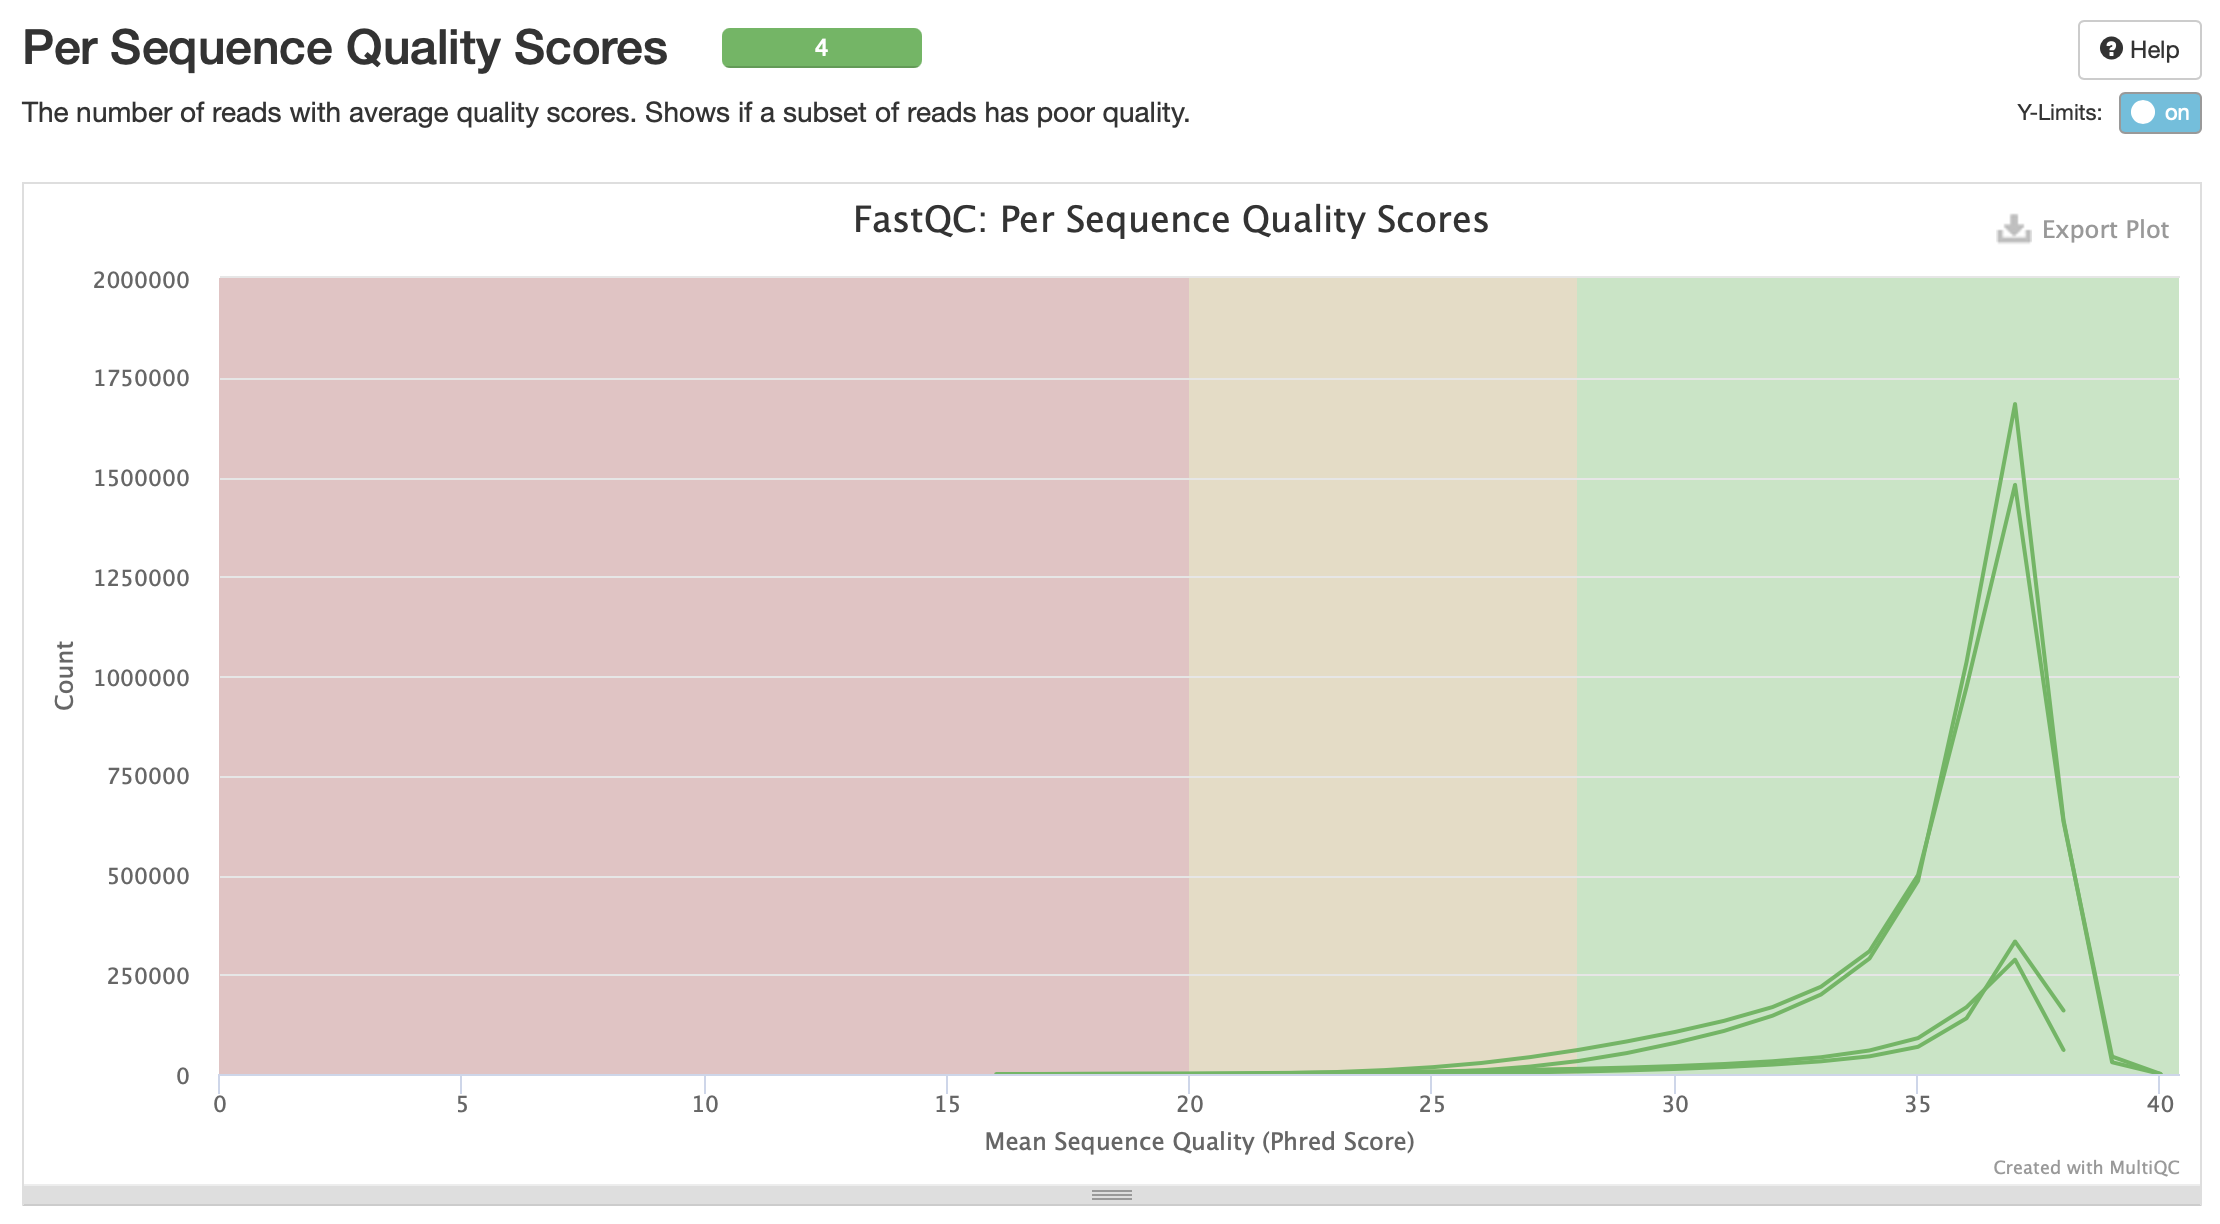 Per Sequence Quality Scores
4
Help
The number of reads with average quality scores. Shows if a subset of reads has poor quality.
Y-Limits:
on
FastQC: Per Sequence Quality Scores
Export Plot
2000000
1750000
1500000
1250000
1000000
750000
500000
250000
0
Count
0 5 10 15 20 25 30 35 40
Mean Sequence Quality (Phred Score)
Created with MultiQC